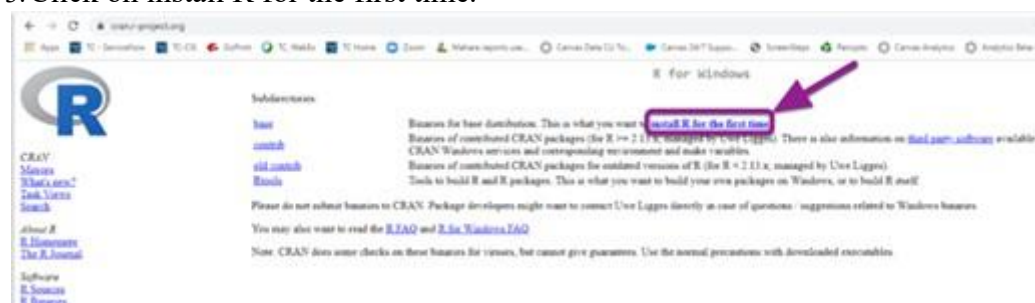 Click on install R for the first time.
cran.r-project.org
Apps
Zoom
R for Windows
R
Subdirectories:
base
Binaries for base distribution. This is what you want to install R for the first time.
contrib
Binaries of contributed CRAN packages (for R >= 2.13.x; managed by Uwe Ligges). There is also information on third party software available
CRAN Windows services and corresponding environment and make variables.
old contrib
Binaries of contributed CRAN packages for outdated versions of R (for R < 2.13.x; managed by Uwe Ligges).
Rtools
Tools to build R and R packages. This is what you want to build your own packages on Windows, or to build R itself.
Please do not submit binaries to CRAN. Package developers might want to contact Uwe Ligges directly in case of questions / suggestions related to Windows binaries.
You may also want to read the R FAQ and R for Windows FAQ.
Note: CRAN does some checks on these binaries for viruses, but cannot give guarantees. Use the normal precautions with downloaded executables.
CRAN
Mirrors
What's new?
Task Views
Search
About R
R Homepage
The R Journal
Software
R Sources
R Binaries